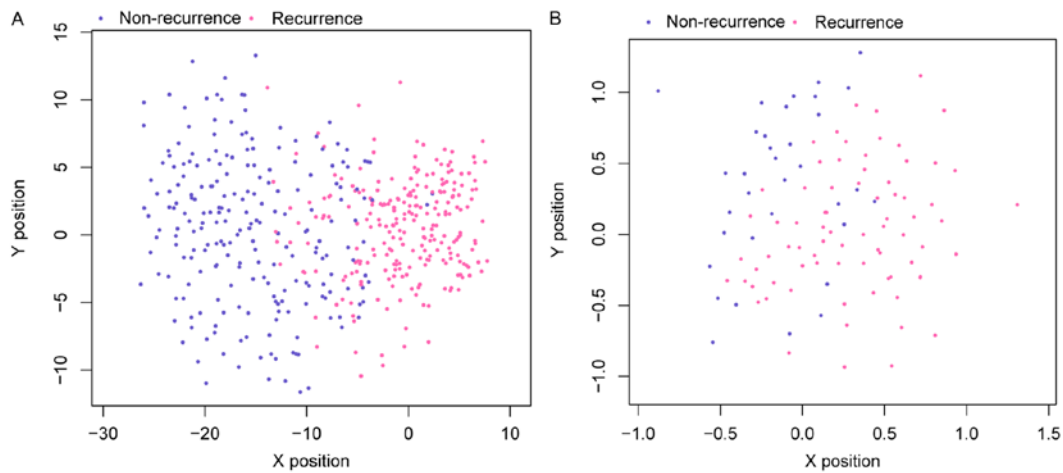 A
Non-recurrence Recurrence
15
10
5
0
−5
−10
Y position
−30 −20 −10 0 10
X position
B
Non-recurrence Recurrence
1.0
0.5
0.0
−0.5
−1.0
Y position
−1.0 −0.5 0.0 0.5 1.0 1.5
X position